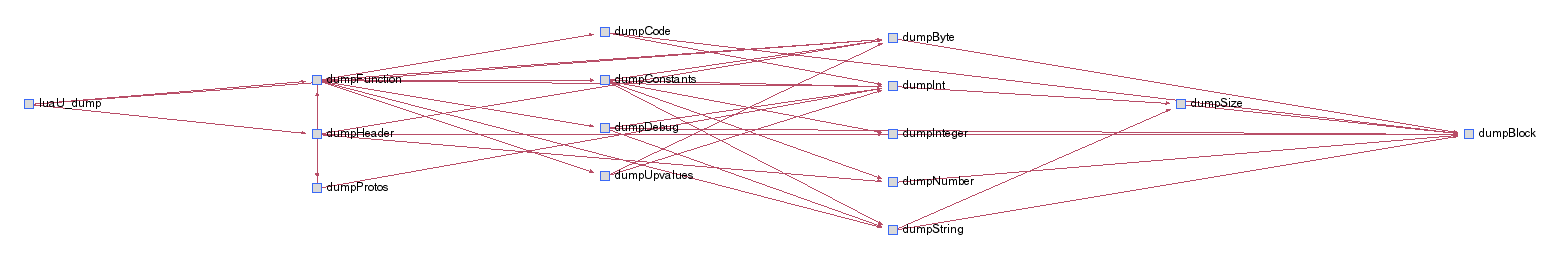 luaU_dump
dumpFunction
dumpHeader
dumpProtos
dumpCode
dumpConstants
dumpDebug
dumpUpvalues
dumpByte
dumpInt
dumpInteger
dumpNumber
dumpString
dumpSize
dumpBlock